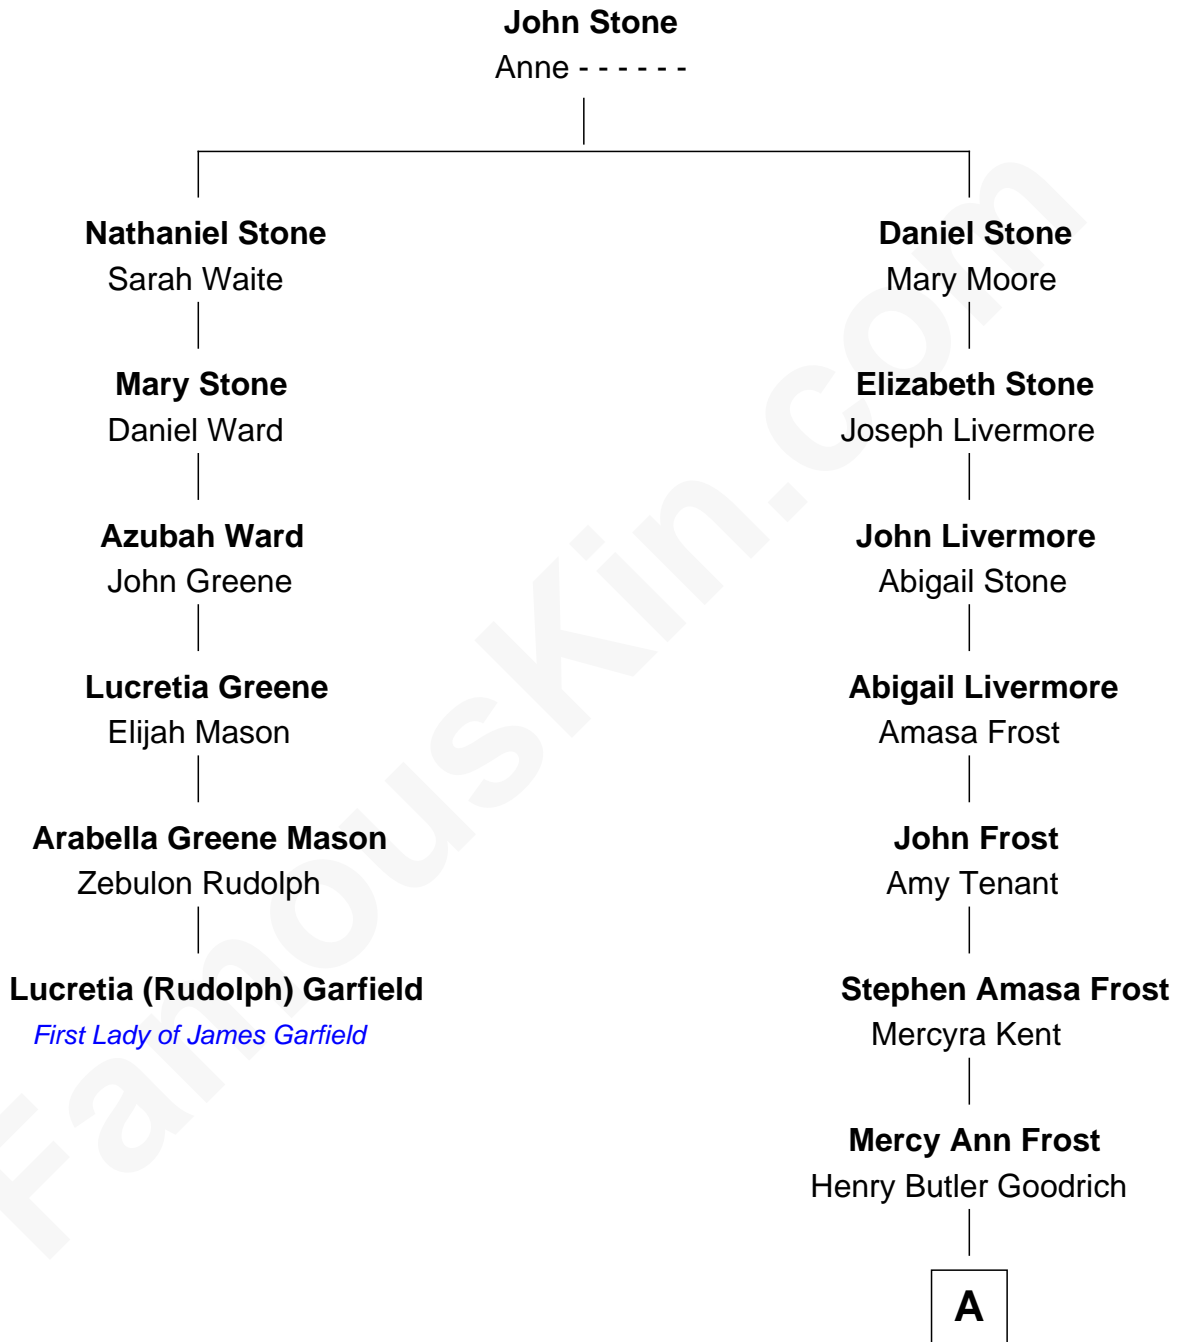 John Stone
Anne - - - - - -
Nathaniel Stone
Sarah Waite
Mary Stone
Daniel Ward
Azubah Ward
John Greene
Lucretia Greene
Elijah Mason
Arabella Greene Mason
Zebulon Rudolph
Lucretia (Rudolph) Garfield
First Lady of James Garfield
Daniel Stone
Mary Moore
Elizabeth Stone
Joseph Livermore
John Livermore
Abigail Stone
Abigail Livermore
Amasa Frost
John Frost
Amy Tenant
Stephen Amasa Frost
Mercyra Kent
Mercy Ann Frost
Henry Butler Goodrich
A
FamousKin.com